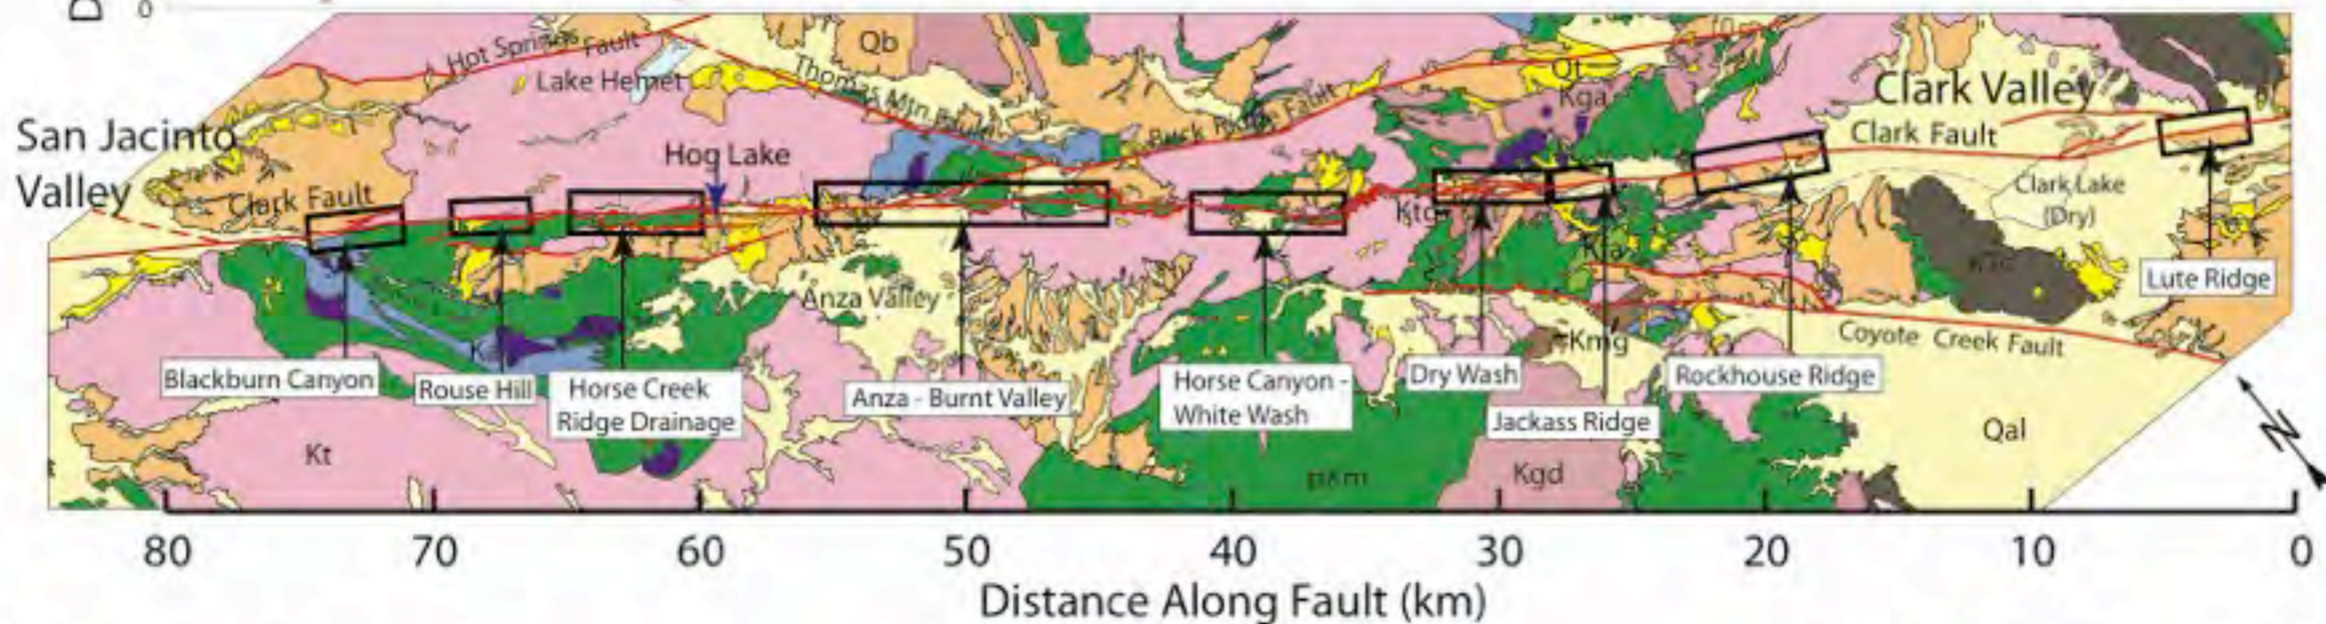 0
Hot Springs Fault
Qb
Lake Hemet
Thomas Mtn Fault
Qt
Kga
Clark Valley
San Jacinto
Valley
Hog Lake
Buck Ridge Fault
Clark Fault
Clark Fault
Clark Lake
(Dry)
Anza Valley
Lute Ridge
Coyote Creek Fault
Kmg
Blackburn Canyon
Rouse Hill
Horse Creek
Ridge Drainage
Anza - Burnt Valley
Horse Canyon -
White Wash
Dry Wash
Jackass Ridge
Rockhouse Ridge
Qal
Kt
pKm
Kgd
N
80 70 60 50 40 30 20 10 0
Distance Along Fault (km)